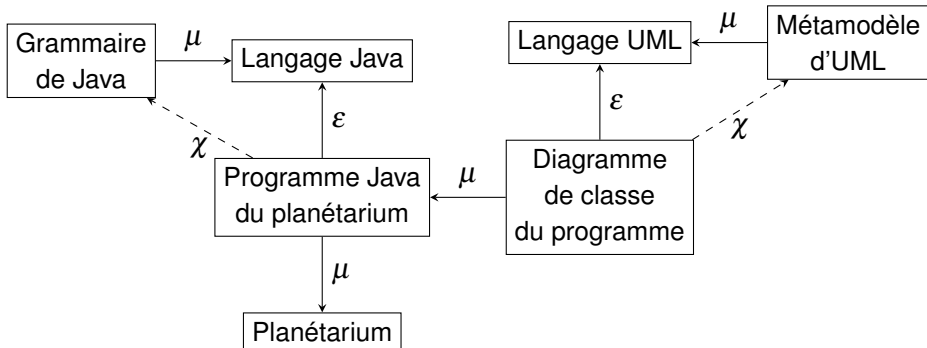 Grammaire
de Java
μ
Langage Java
Langage UML
μ
Métamodèle
d'UML
χ
ε
ε
χ
Programme Java
du planétarium
μ
Diagramme
de classe
du programme
μ
Planétarium